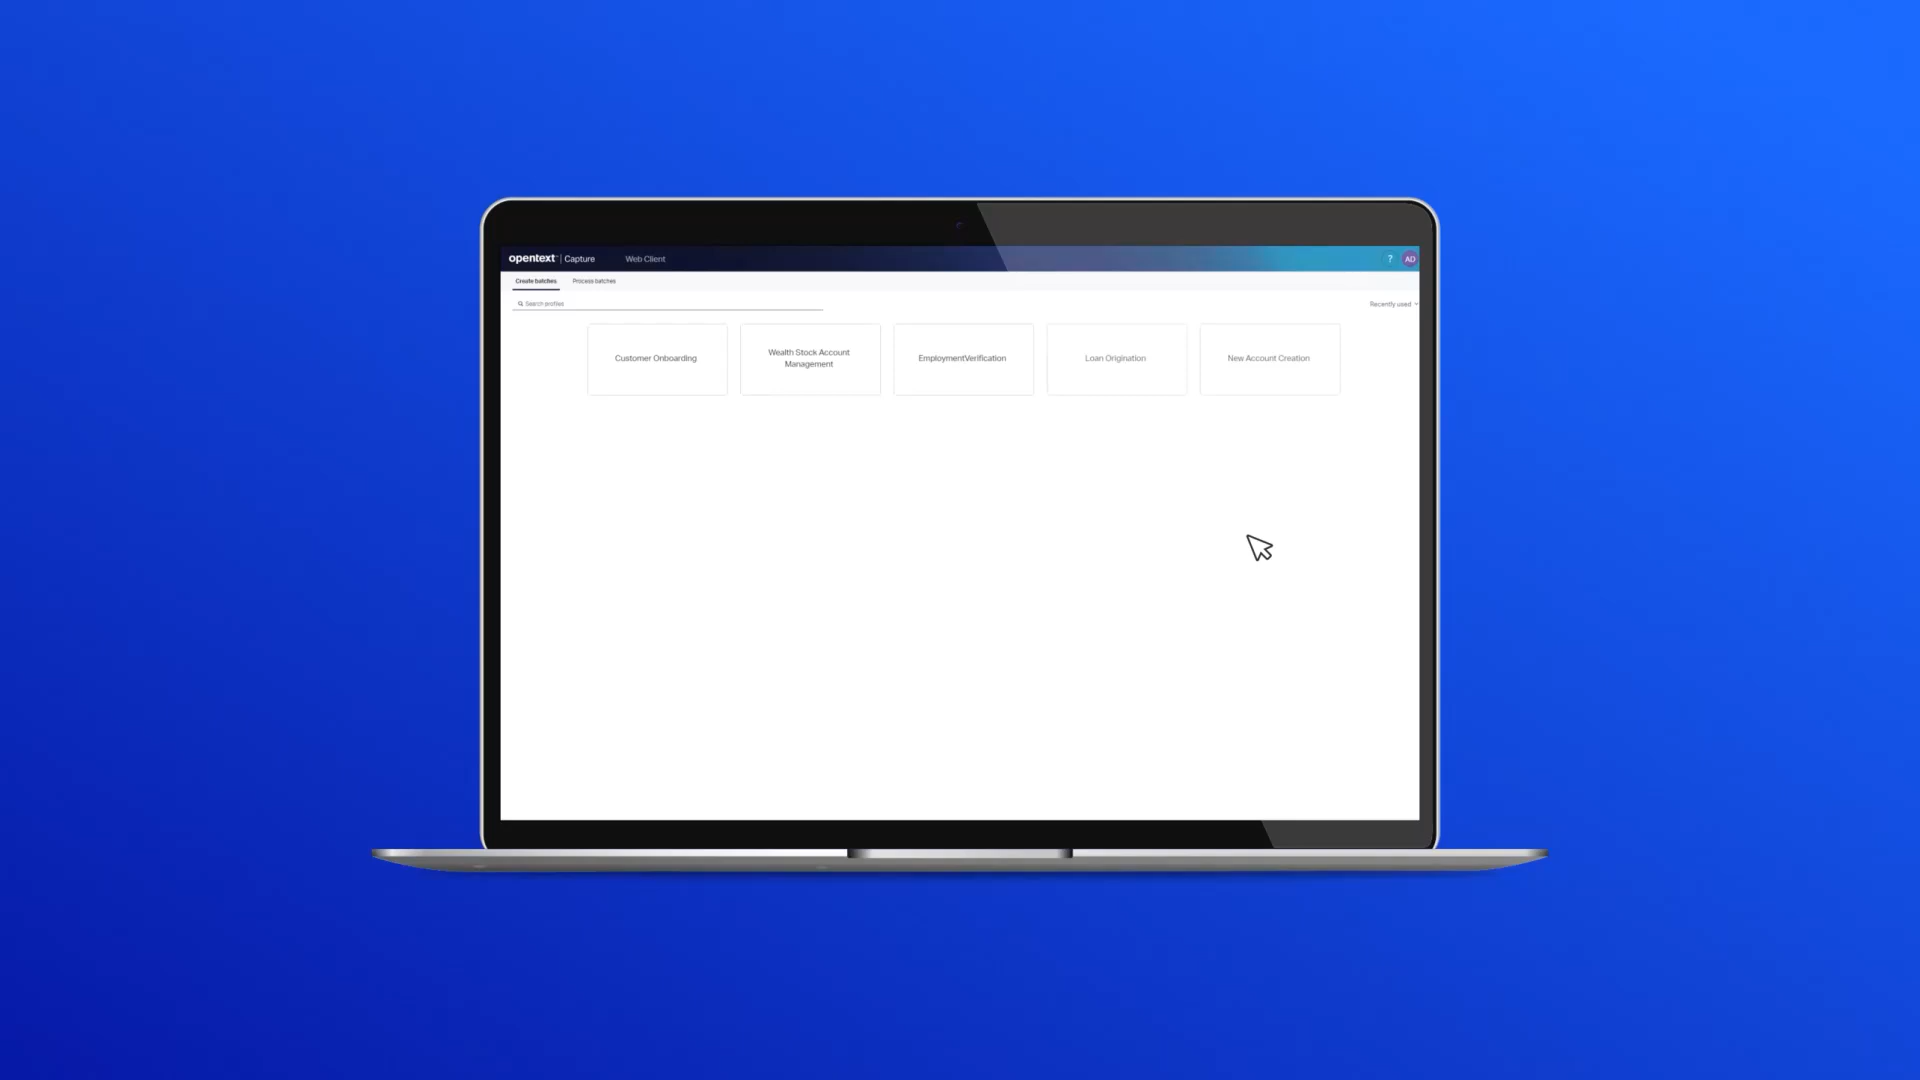 opentext™ | Capture Web Client ? AD
Create batches Process batches
Search profiles Recently used
Customer Onboarding
Wealth Stock Account
Management
EmploymentVerification
Loan Origination
New Account Creation